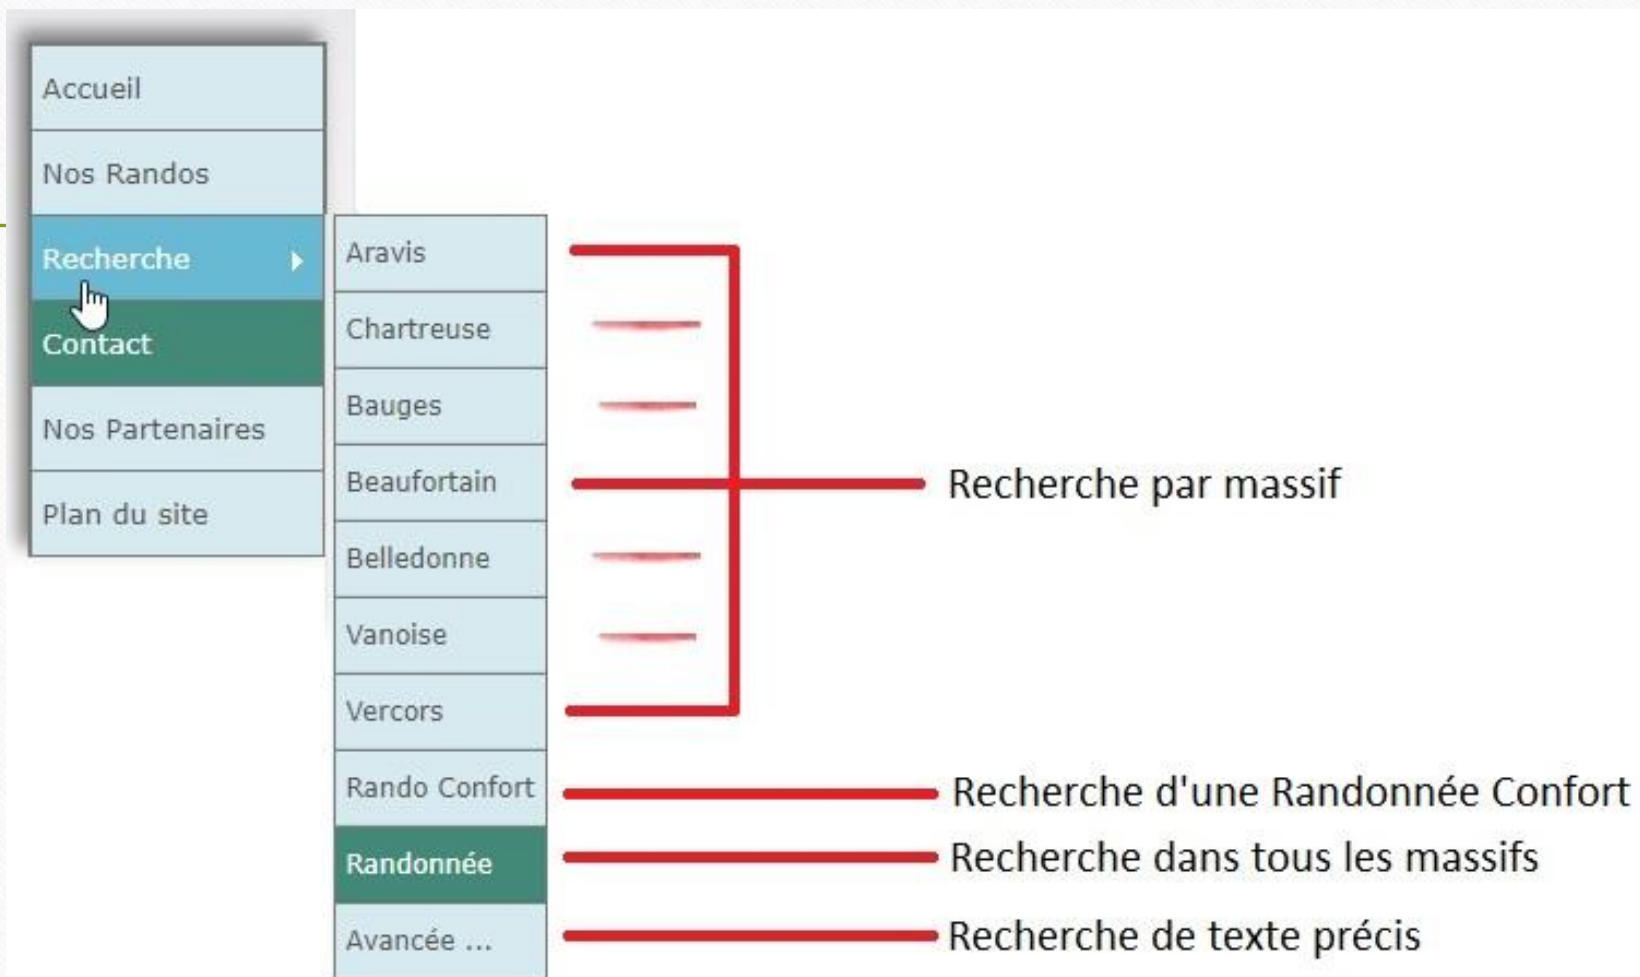 Accueil
Nos Randos
Recherche
Contact
Nos Partenaires
Plan du site
Aravis
Chartreuse
Bauges
Beaufortain
Belledonne
Vanoise
Vercors
Rando Confort
Randonnée
Avancée ...
Recherche par massif
Recherche d'une Randonnée Confort
Recherche dans tous les massifs
Recherche de texte précis